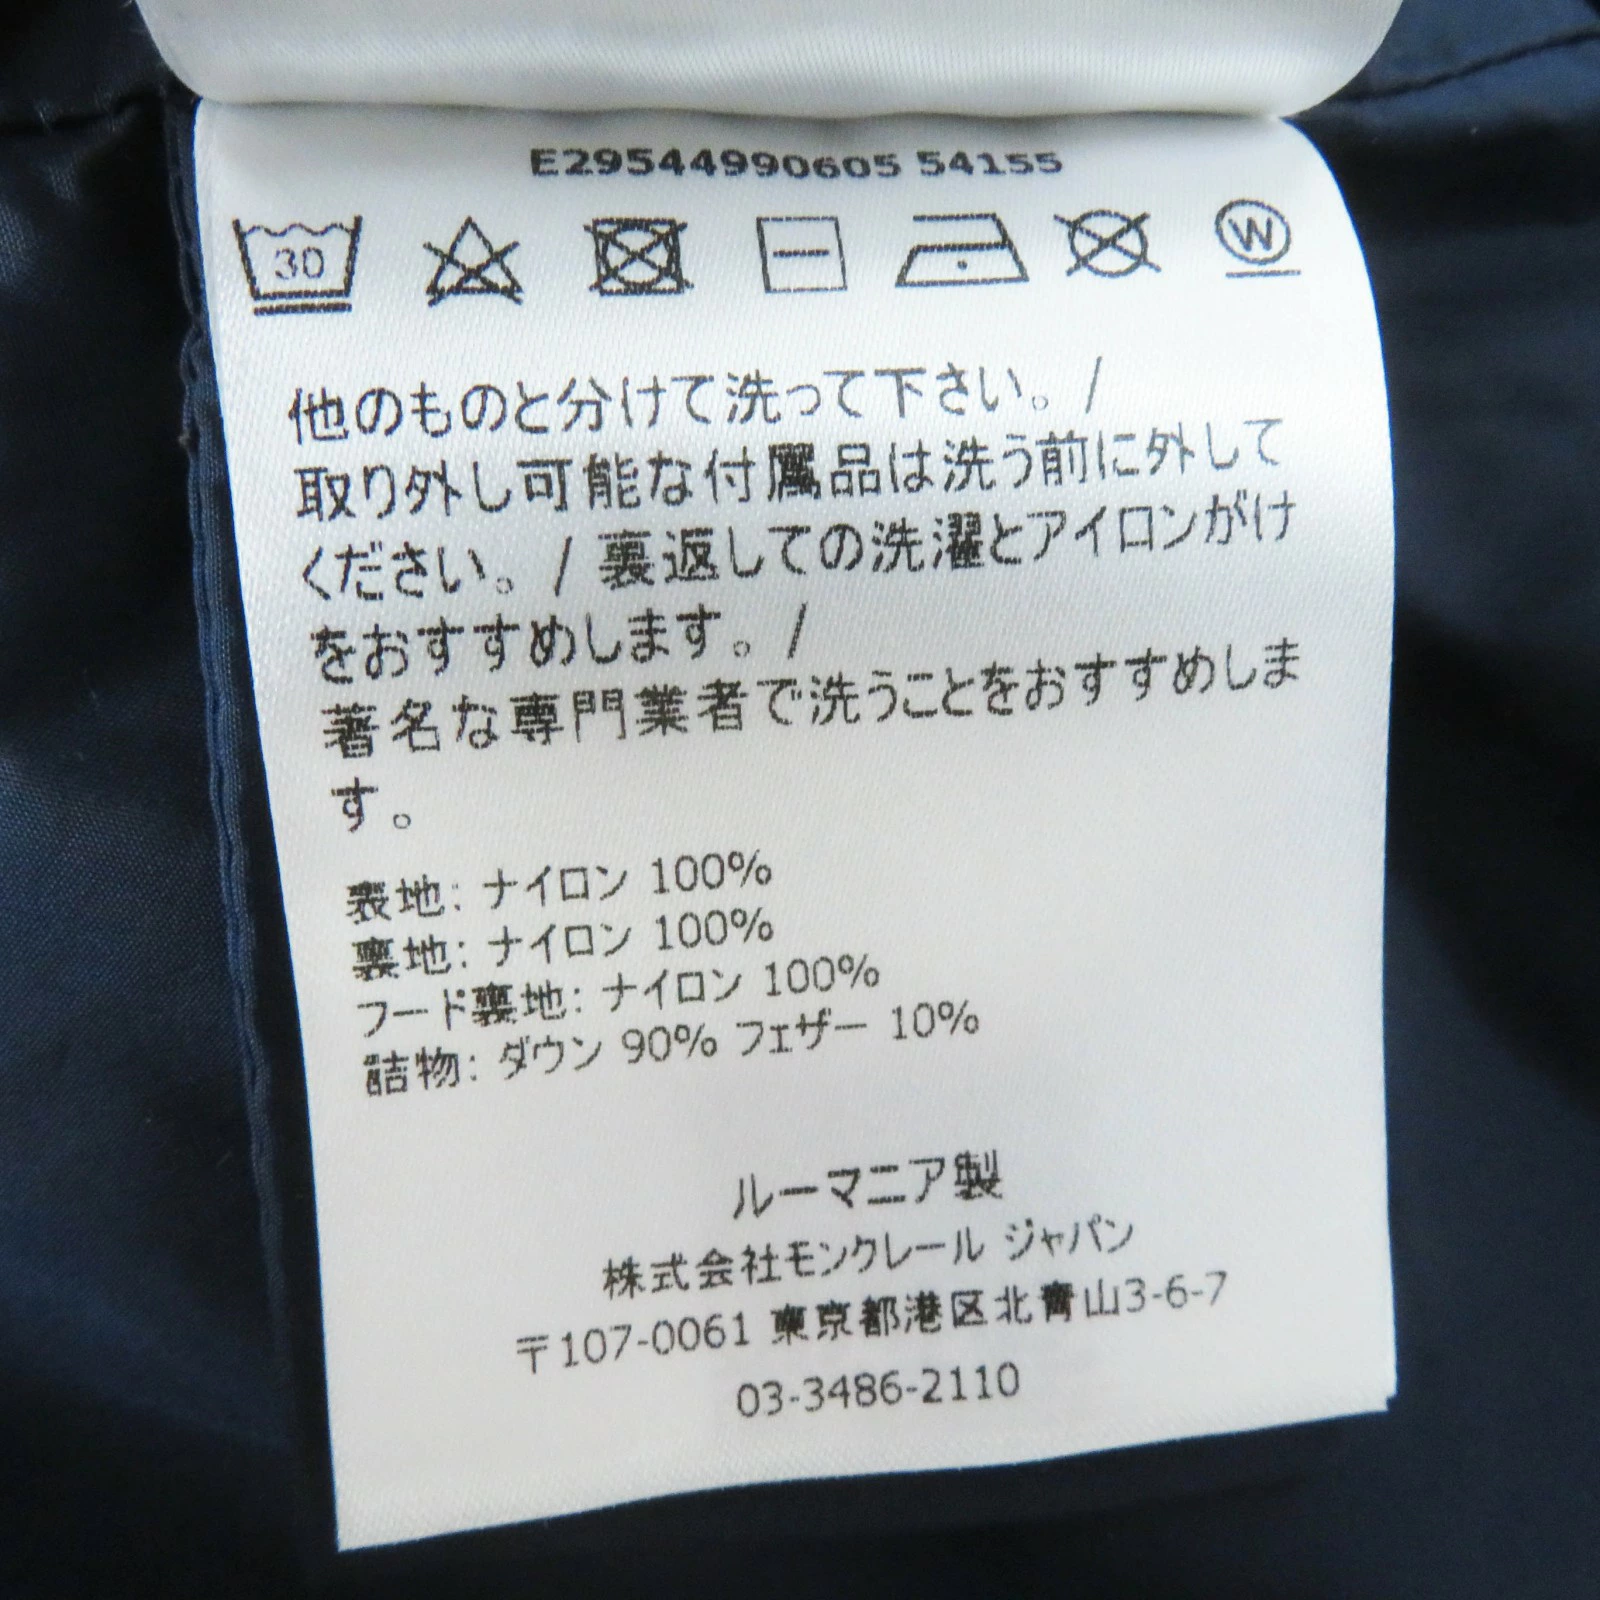 E29544990605 54155
30
W
他のものと分けて洗って下さい。/
取り外し可能な付属品は洗う前に外して
ください。/ 裏返しての洗濯とアイロンがけ
をおすすめします。/
著名な専門業者で洗うことをおすすめしま
す。
表地: ナイロン 100%
裏地: ナイロン 100%
フード裏地: ナイロン 100%
詰物: ダウン 90% フェザー 10%
ルーマニア製
株式会社モンクレール ジャパン
〒107-0061 東京都港区北青山3-6-7
03-3486-2110